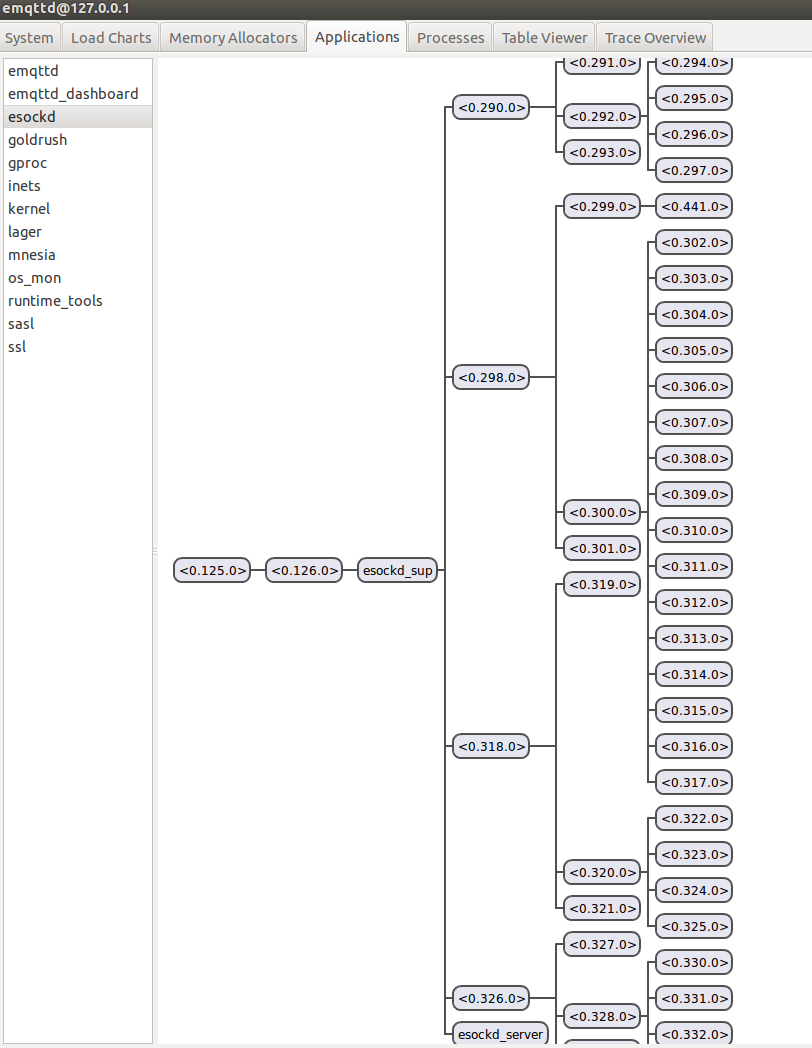 emqttd@127.0.0.1
System
Load Charts
Memory Allocators
Applications
Processes
Table Viewer
Trace Overview
emqttd
emqttd_dashboard
esockd
goldrush
gproc
inets
kernel
lager
mnesia
os_mon
runtime_tools
sasl
ssl
<0.125.0>
<0.126.0>
esockd_sup
<0.290.0>
<0.298.0>
<0.318.0>
<0.326.0>
esockd_server
<0.291.0>
<0.292.0>
<0.293.0>
<0.299.0>
<0.300.0>
<0.301.0>
<0.319.0>
<0.320.0>
<0.321.0>
<0.327.0>
<0.328.0>
<0.294.0>
<0.295.0>
<0.296.0>
<0.297.0>
<0.441.0>
<0.302.0>
<0.303.0>
<0.304.0>
<0.305.0>
<0.306.0>
<0.307.0>
<0.308.0>
<0.309.0>
<0.310.0>
<0.311.0>
<0.312.0>
<0.313.0>
<0.314.0>
<0.315.0>
<0.316.0>
<0.317.0>
<0.322.0>
<0.323.0>
<0.324.0>
<0.325.0>
<0.330.0>
<0.331.0>
<0.332.0>